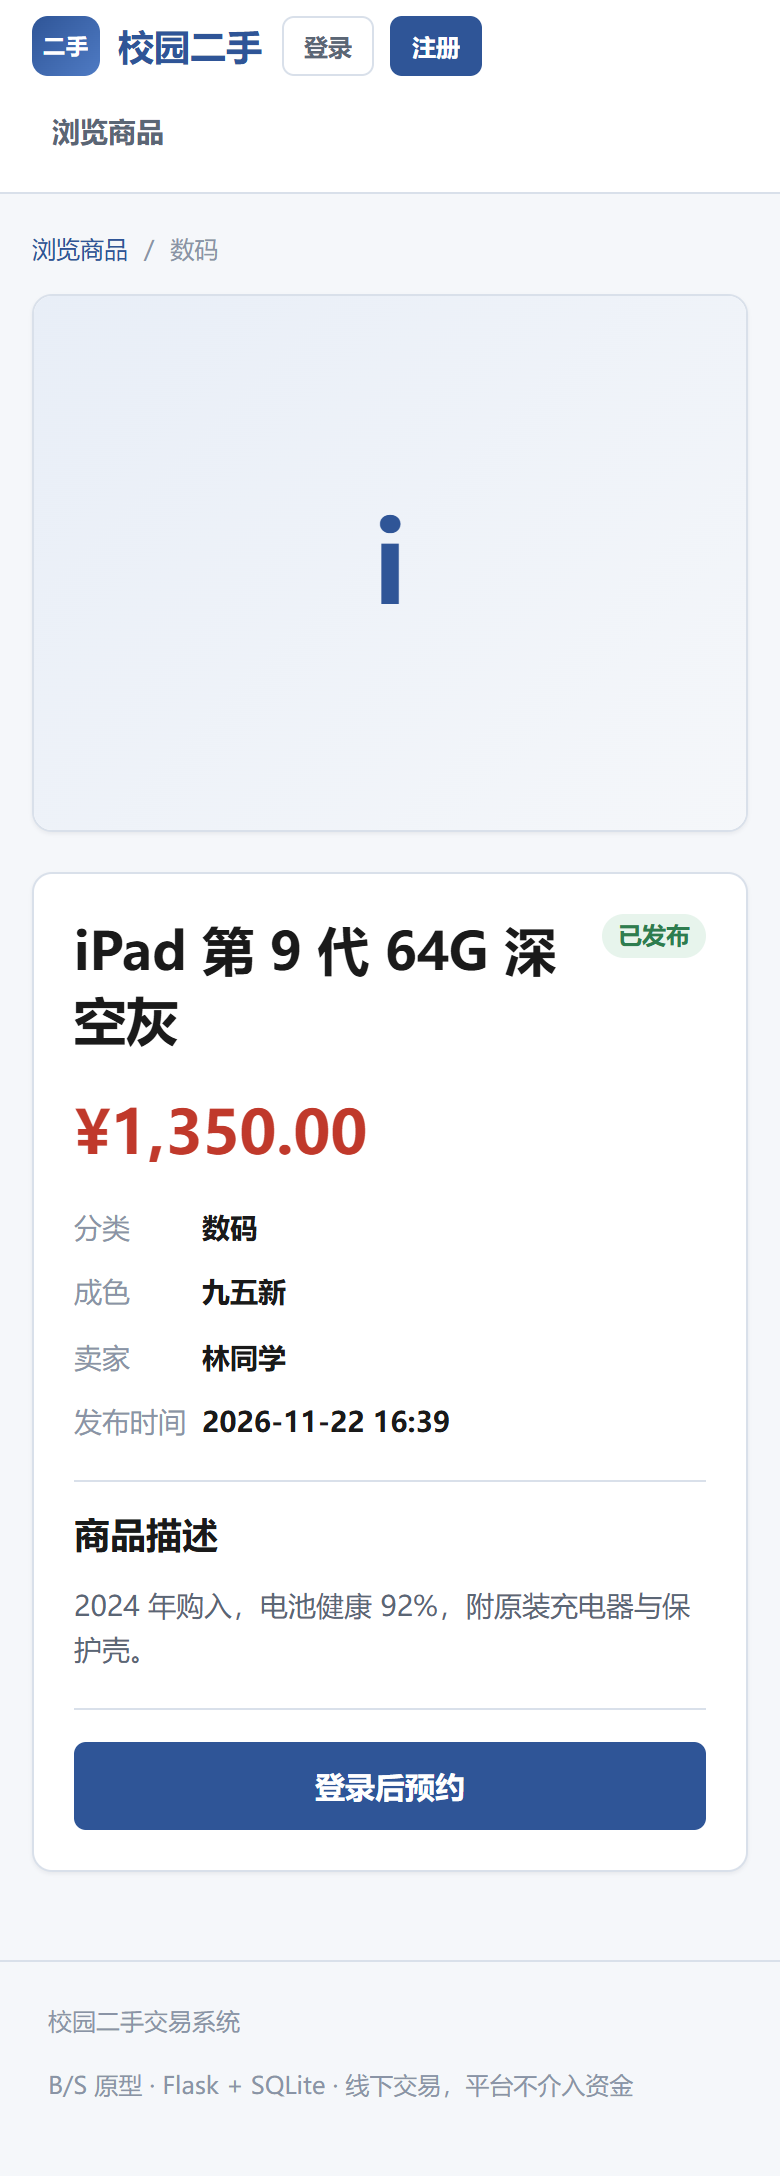 二手 校园二手 登录 注册
浏览商品
浏览商品 / 数码
i
iPad 第 9 代 64G 深
空灰
已发布
¥1,350.00
分类 数码
成色 九五新
卖家 林同学
发布时间 2026-11-22 16:39
商品描述
2024 年购入，电池健康 92%，附原装充电器与保
护壳。
登录后预约
校园二手交易系统
B/S 原型 · Flask + SQLite · 线下交易，平台不介入资金